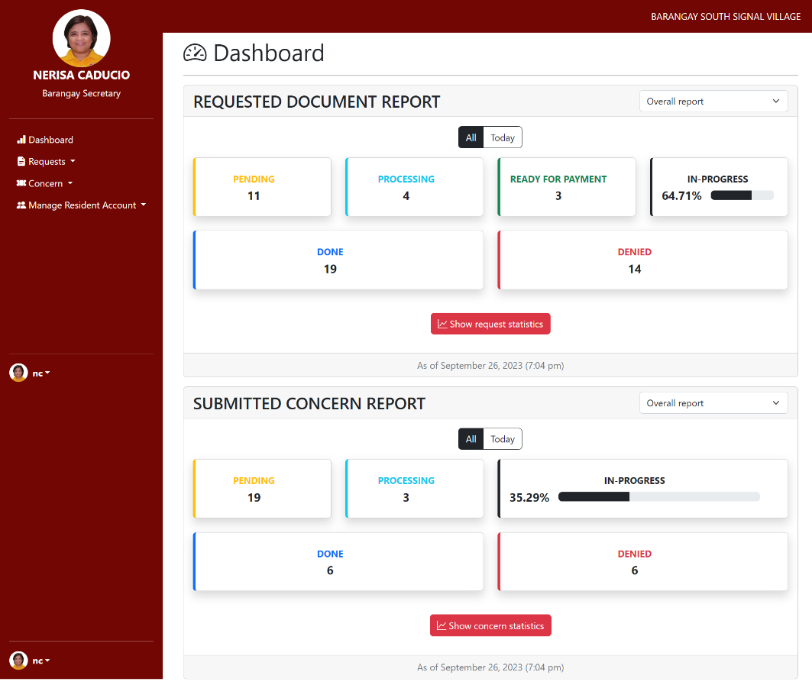 BARANGAY SOUTH SIGNAL VILLAGE
NERISA CADUCIO
Barangay Secretary
Dashboard
Requests
Concern
Manage Resident Account
nc
nc
Dashboard
REQUESTED DOCUMENT REPORT
Overall report
All Today
PENDING PROCESSING READY FOR PAYMENT IN-PROGRESS
11 4 3 64.71%
DONE DENIED
19 14
Show request statistics
As of September 26, 2023 (7:04 pm)
SUBMITTED CONCERN REPORT
Overall report
All Today
PENDING PROCESSING IN-PROGRESS
19 3 35.29%
DONE DENIED
6 6
Show concern statistics
As of September 26, 2023 (7:04 pm)